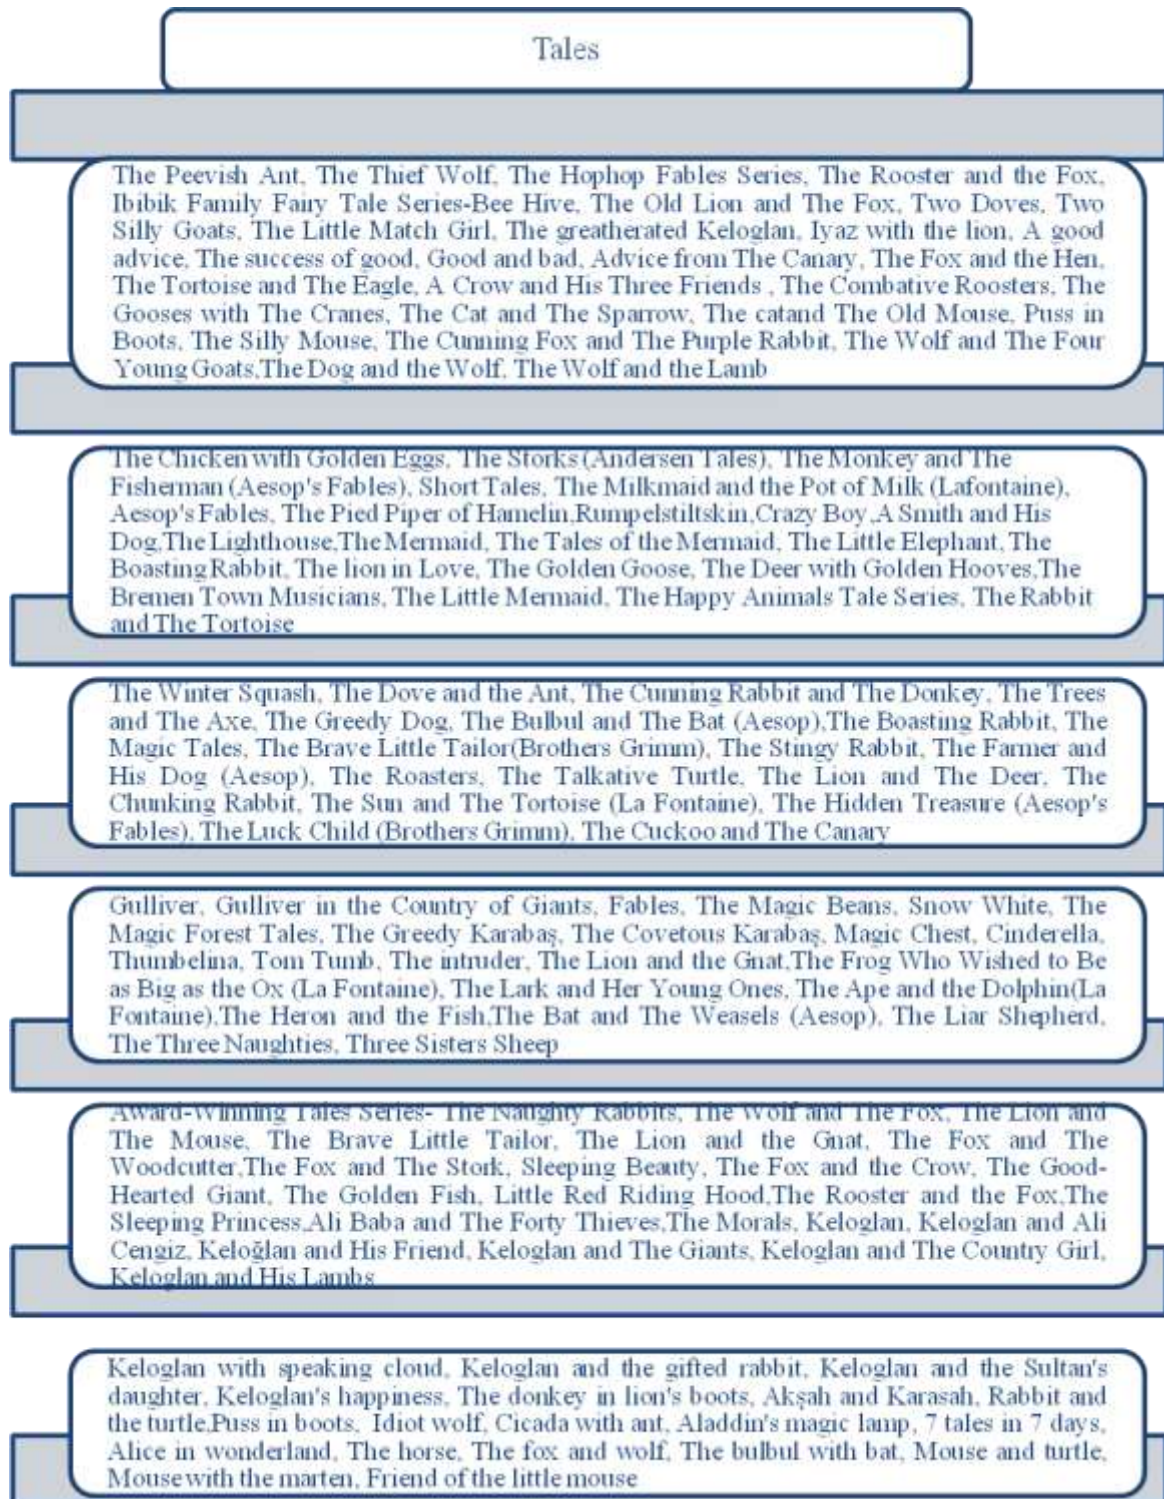 Tales
The Peevish Ant, The Thief Wolf, The Hophop Fables Series, The Rooster and the Fox,
Ibibik Family Fairy Tale Series-Bee Hive, The Old Lion and The Fox, Two Doves, Two
Silly Goats, The Little Match Girl, The greatherated Keloglan, Iyaz with the lion, A good
advice, The success of good, Good and bad, Advice from The Canary, The Fox and the Hen,
The Tortoise and The Eagle, A Crow and His Three Friends , The Combative Roosters, The
Gooses with The Cranes, The Cat and The Sparrow, The catand The Old Mouse, Puss in
Boots, The Silly Mouse, The Cunning Fox and The Purple Rabbit, The Wolf and The Four
Young Goats,The Dog and the Wolf, The Wolf and the Lamb
The Chicken with Golden Eggs, The Storks (Andersen Tales), The Monkey and The
Fisherman (Aesop's Fables), Short Tales, The Milkmaid and the Pot of Milk (Lafontaine),
Aesop's Fables, The Pied Piper of Hamelin,Rumpelstiltskin,Crazy Boy,A Smith and His
Dog,The Lighthouse,The Mermaid, The Tales of the Mermaid, The Little Elephant, The
Boasting Rabbit, The lion in Love, The Golden Goose, The Deer with Golden Hooves,The
Bremen Town Musicians, The Little Mermaid, The Happy Animals Tale Series, The Rabbit
and The Tortoise
The Winter Squash, The Dove and the Ant, The Cunning Rabbit and The Donkey, The Trees
and The Axe, The Greedy Dog, The Bulbul and The Bat (Aesop),The Boasting Rabbit, The
Magic Tales, The Brave Little Tailor(Brothers Grimm), The Stingy Rabbit, The Farmer and
His Dog (Aesop), The Roasters, The Talkative Turtle, The Lion and The Deer, The
Chunking Rabbit, The Sun and The Tortoise (La Fontaine), The Hidden Treasure (Aesop's
Fables), The Luck Child (Brothers Grimm), The Cuckoo and The Canary
Gulliver, Gulliver in the Country of Giants, Fables, The Magic Beans, Snow White, The
Magic Forest Tales, The Greedy Karabaş, The Covetous Karabaş, Magic Chest, Cinderella,
Thumbelina, Tom Tumb, The intruder, The Lion and the Gnat,The Frog Who Wished to Be
as Big as the Ox (La Fontaine), The Lark and Her Young Ones, The Ape and the Dolphin(La
Fontaine),The Heron and the Fish,The Bat and The Weasels (Aesop), The Liar Shepherd,
The Three Naughties, Three Sisters Sheep
Award-Winning Tales Series- The Naughty Rabbits, The Wolf and The Fox, The Lion and
The Mouse, The Brave Little Tailor, The Lion and the Gnat, The Fox and The
Woodcutter,The Fox and The Stork, Sleeping Beauty, The Fox and the Crow, The Good-
Hearted Giant, The Golden Fish, Little Red Riding Hood,The Rooster and the Fox,The
Sleeping Princess,Ali Baba and The Forty Thieves,The Morals, Keloglan, Keloglan and Ali
Cengiz, Keloğlan and His Friend, Keloglan and The Giants, Keloglan and The Country Girl,
Keloglan and His Lambs
Keloglan with speaking cloud, Keloglan and the gifted rabbit, Keloglan and the Sultan's
daughter, Keloglan's happiness, The donkey in lion's boots, Akşah and Karasah, Rabbit and
the turtle,Puss in boots, Idiot wolf, Cicada with ant, Aladdin's magic lamp, 7 tales in 7 days,
Alice in wonderland, The horse, The fox and wolf, The bulbul with bat, Mouse and turtle,
Mouse with the marten, Friend of the little mouse